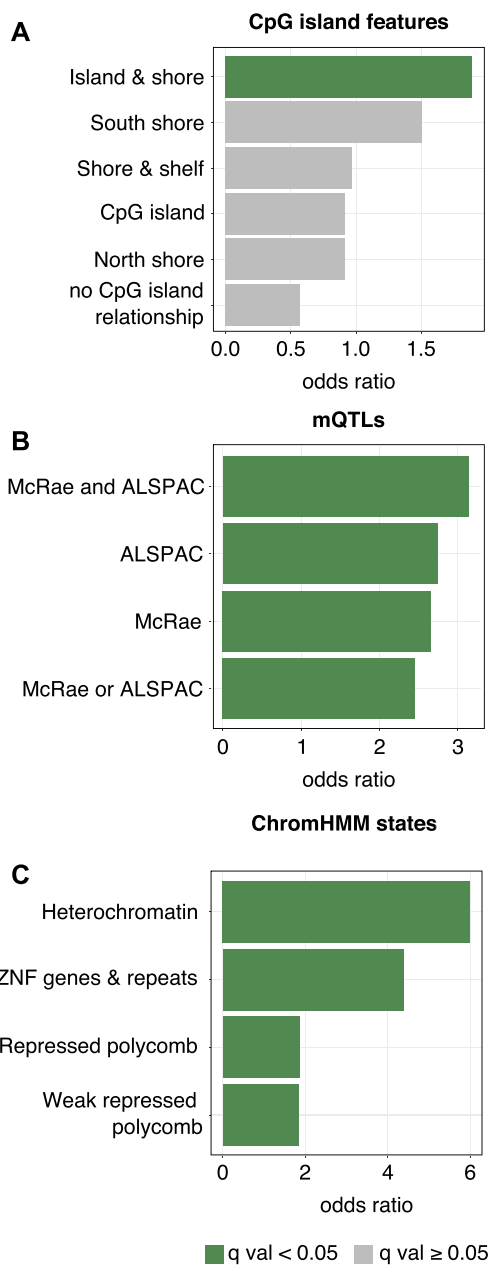 A
CpG island features
Island & shore
South shore
Shore & shelf
CpG island
North shore
no CpG island
relationship
0.0 0.5 1.0 1.5
odds ratio
B
mQTLs
McRae and ALSPAC
ALSPAC
McRae
McRae or ALSPAC
0 1 2 3
odds ratio
ChromHMM states
C
Heterochromatin
ZNF genes & repeats
Repressed polycomb
Weak repressed
polycomb
0 2 4 6
odds ratio
q val < 0.05 q val ≥ 0.05